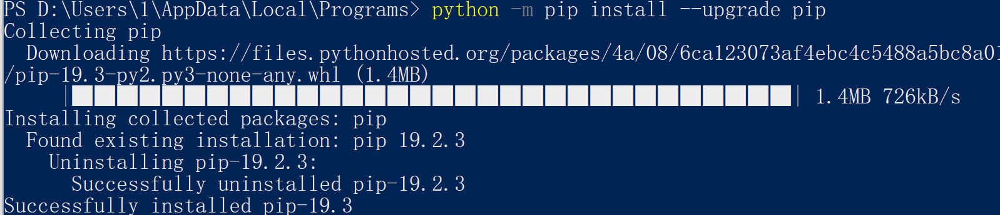 PS D:\Users\1\AppData\Local\Programs> python -m pip install --upgrade pip
Collecting pip
Downloading https://files.pythonhosted.org/packages/4a/08/6ca123073af4ebc4c5488a5bc8a01
/pip-19.3-py2.py3-none-any.whl (1.4MB)
1.4MB 726kB/s
Installing collected packages: pip
Found existing installation: pip 19.2.3
Uninstalling pip-19.2.3:
Successfully uninstalled pip-19.2.3
Successfully installed pip-19.3